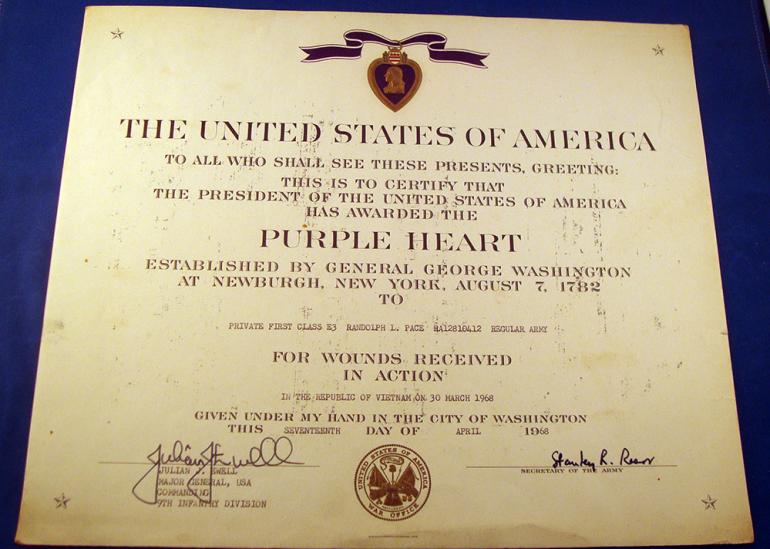 THE UNITED STATES OF AMERICA
TO ALL WHO SHALL SEE THESE PRESENTS, GREETING:
THIS IS TO CERTIFY THAT
THE PRESIDENT OF THE UNITED STATES OF AMERICA
HAS AWARDED THE
PURPLE HEART
ESTABLISHED BY GENERAL GEORGE WASHINGTON
AT NEWBURGH, NEW YORK, AUGUST 7, 1782
TO
PRIVATE FIRST CLASS E3 RANDOLPH L. PACE RA12810412 REGULAR ARMY
FOR WOUNDS RECEIVED
IN ACTION
IN THE REPUBLIC OF VIETNAM ON 30 MARCH 1968
GIVEN UNDER MY HAND IN THE CITY OF WASHINGTON
THIS SEVENTEENTH DAY OF APRIL 1968
Stanley R. Resor
SECRETARY OF THE ARMY
JULIAN J. EWELL
MAJOR GENERAL, USA
COMMANDING
9TH INFANTRY DIVISION
UNITED STATES OF AMERICA
WAR OFFICE